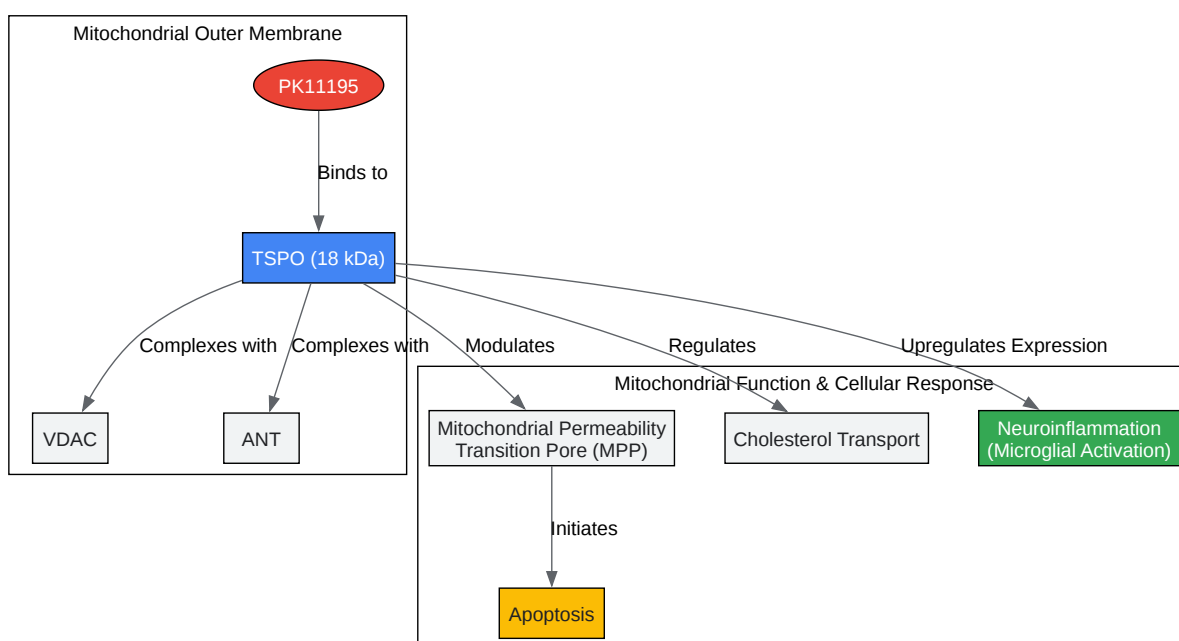 Mitochondrial Outer Membrane
PK11195
Binds to
TSPO (18 kDa)
Complexes with
Complexes with
Modulates
Regulates
Upregulates Expression
Mitochondrial Function & Cellular Response
VDAC
ANT
Mitochondrial Permeability
Transition Pore (MPP)
Cholesterol Transport
Neuroinflammation
(Microglial Activation)
Initiates
Apoptosis